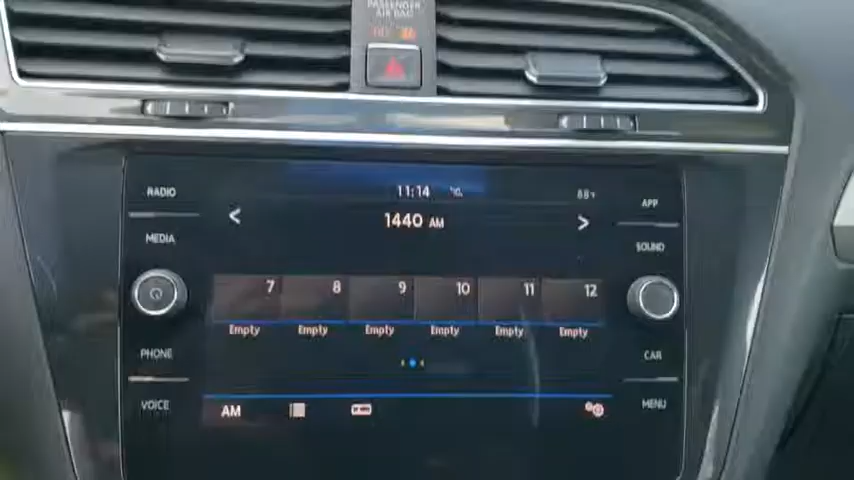 PASSENGER
AIR BAG
RADIO
11:14
88°F
APP
1440 AM
MEDIA
SOUND
7 8 9 10 11 12
Empty Empty Empty Empty Empty Empty
PHONE
CAR
VOICE
AM
MENU